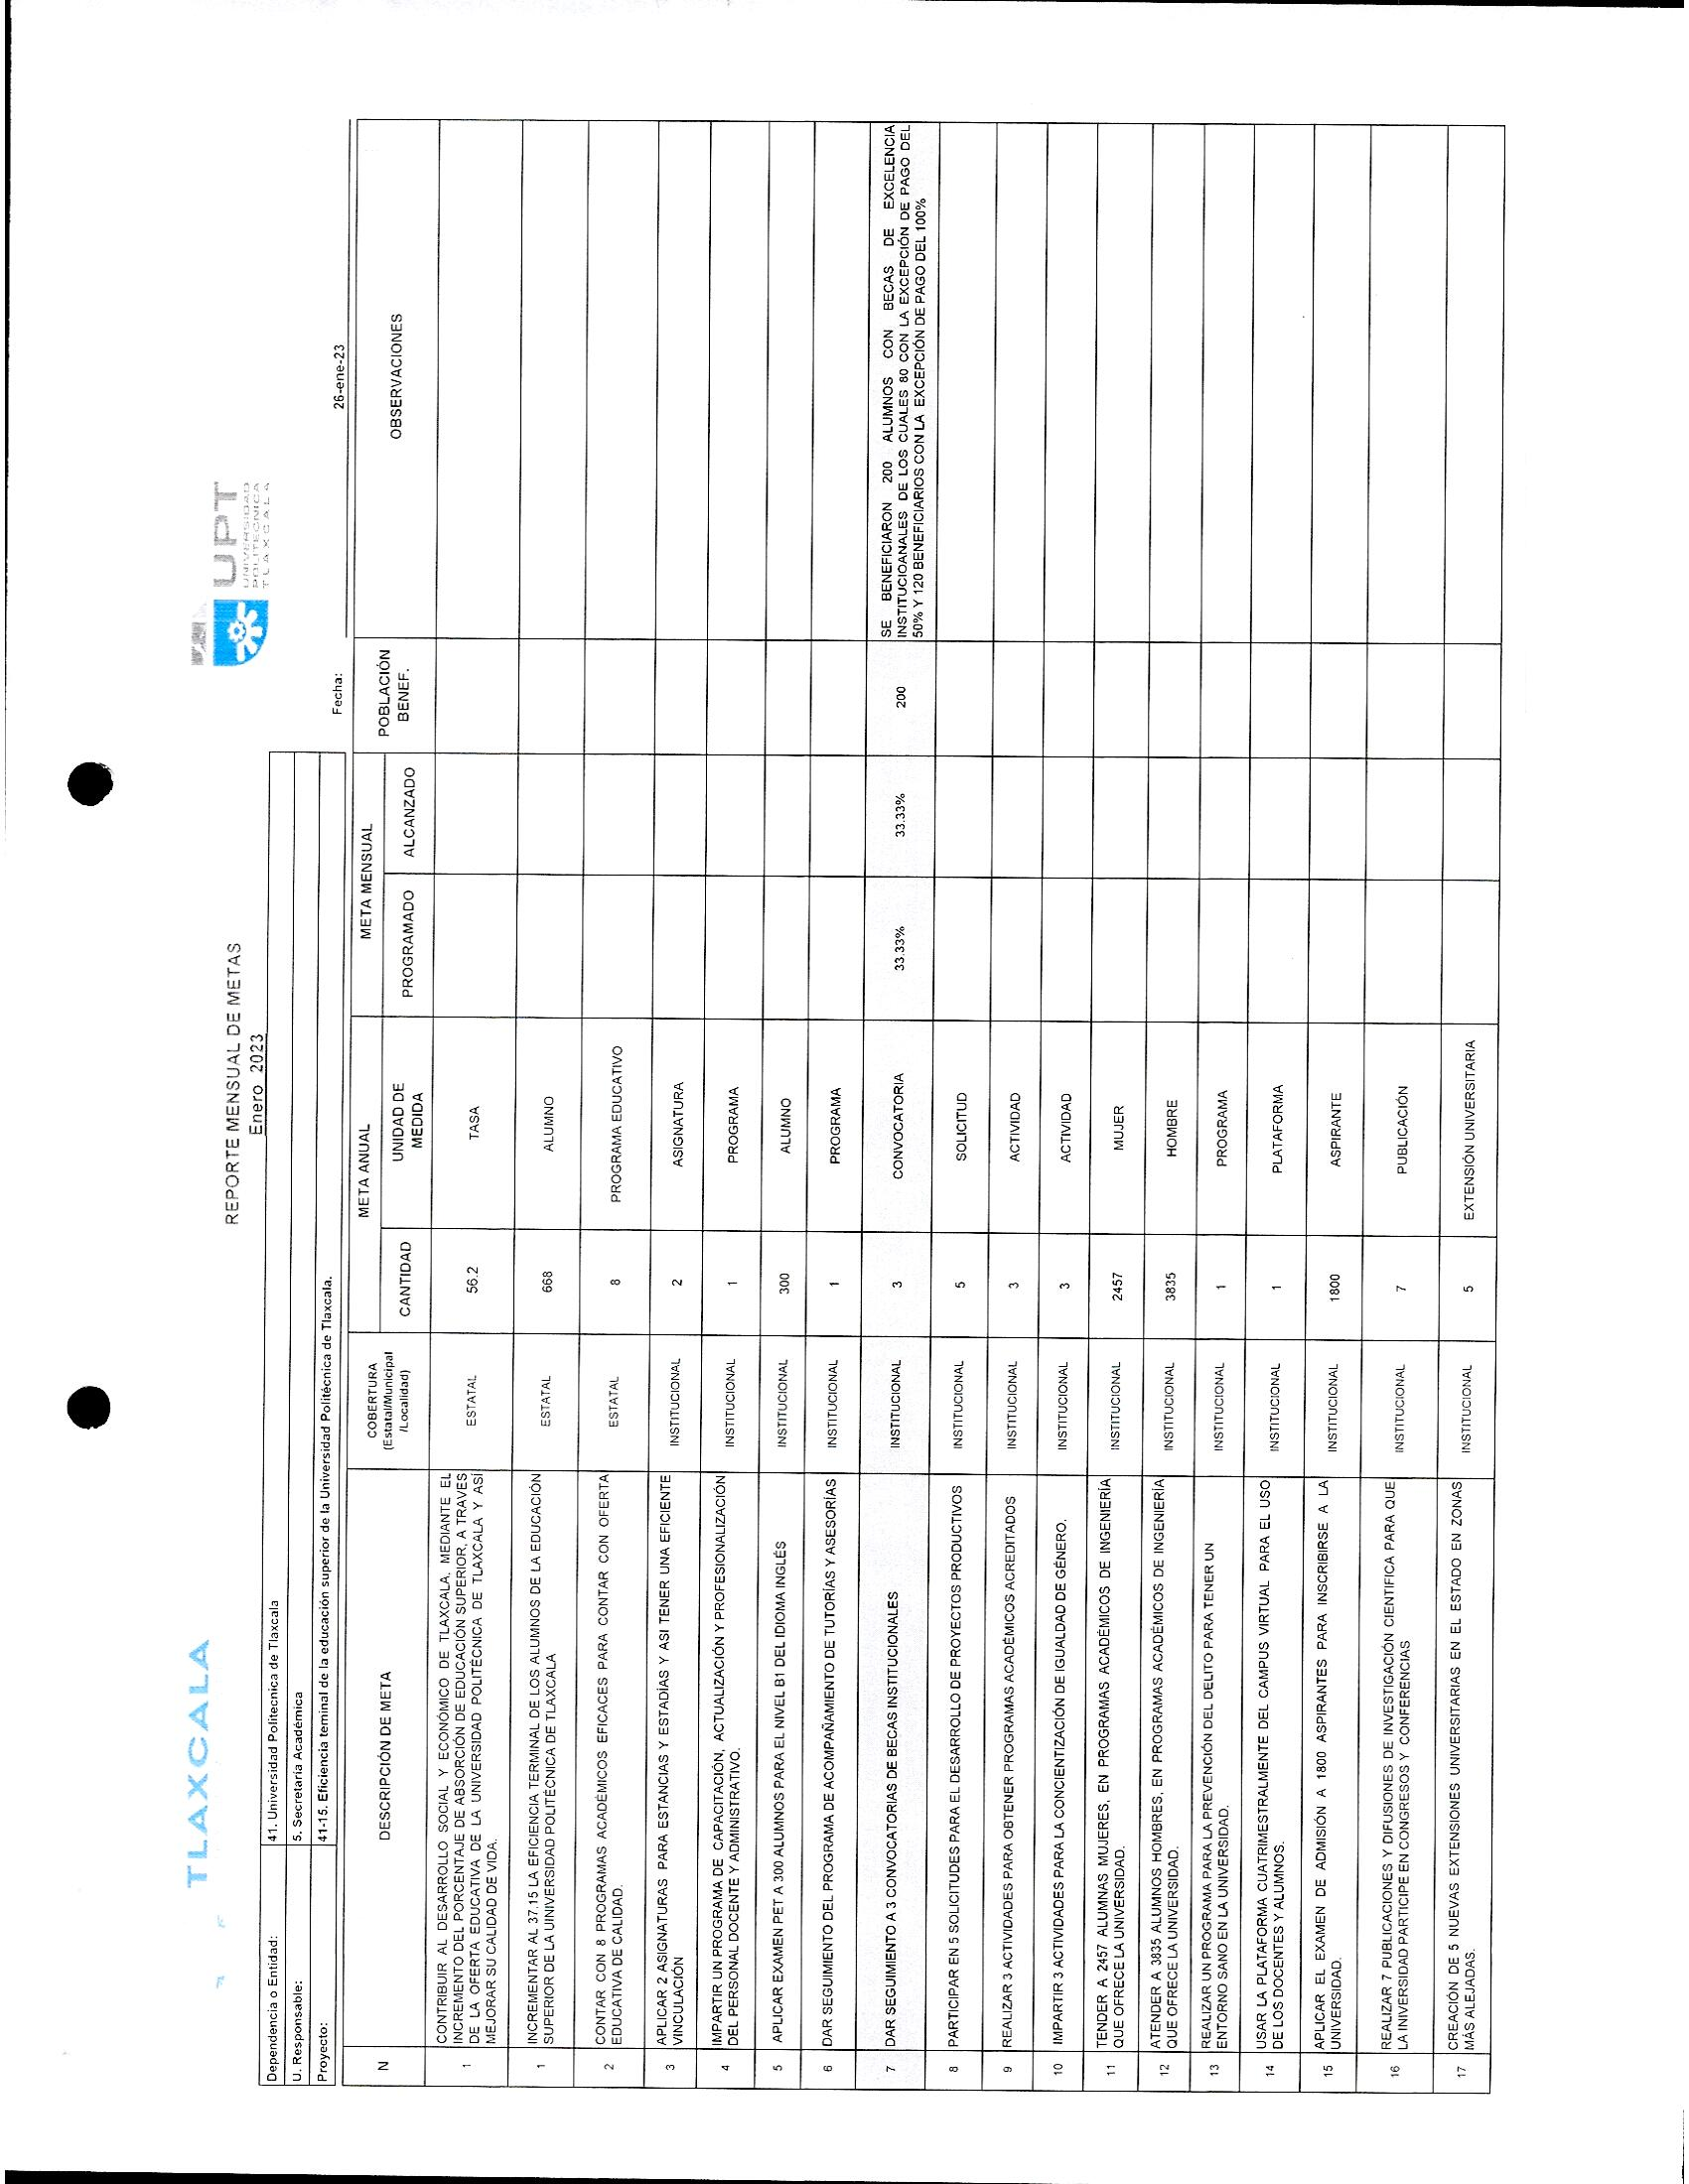 TLAXCALA
REPORTE MENSUAL DE METAS
Enero 2023
UPT
UNIVERSIDAD
POLITECNICA
TLAXCALA
Dependencia o Entidad: 41. Universidad Politecnica de Tlaxcala
U. Responsable: 5. Secretaria Académica
Proyecto: 41-15. Eficiencia teminal de la educación superior de la Universidad Politécnica de Tlaxcala.
Fecha: 26-ene-23
N DESCRIPCIÓN DE META COBERTURA (Estatal/Municipal /Localidad) META ANUAL META MENSUAL POBLACIÓN BENEF. OBSERVACIONES
CANTIDAD UNIDAD DE MEDIDA PROGRAMADO ALCANZADO
1 CONTRIBUIR AL DESARROLLO SOCIAL Y ECONÓMICO DE TLAXCALA, MEDIANTE EL
INCREMENTO DEL PORCENTAJE DE ABSORCIÓN DE EDUCACIÓN SUPERIOR, A TRAVES
DE LA OFERTA EDUCATIVA DE LA UNIVERSIDAD POLITÉCNICA DE TLAXCALA Y ASÍ
MEJORAR SU CALIDAD DE VIDA.
ESTATAL 56.2 TASA
1 INCREMENTAR AL 37.15 LA EFICIENCIA TERMINAL DE LOS ALUMNOS DE LA EDUCACIÓN
SUPERIOR DE LA UNIVERSIDAD POLITÉCNICA DE TLAXCALA
ESTATAL 668 ALUMNO
2 CONTAR CON 8 PROGRAMAS ACADÉMICOS EFICACES PARA CONTAR CON OFERTA
EDUCATIVA DE CALIDAD.
ESTATAL 8 PROGRAMA EDUCATIVO
3 APLICAR 2 ASIGNATURAS PARA ESTANCIAS Y ESTADÍAS Y ASI TENER UNA EFICIENTE
VINCULACIÓN
INSTITUCIONAL 2 ASIGNATURA
4 IMPARTIR UN PROGRAMA DE CAPACITACIÓN, ACTUALIZACIÓN Y PROFESIONALIZACIÓN
DEL PERSONAL DOCENTE Y ADMINISTRATIVO.
INSTITUCIONAL 1 PROGRAMA
5 APLICAR EXAMEN PET A 300 ALUMNOS PARA EL NIVEL B1 DEL IDIOMA INGLÉS
INSTITUCIONAL 300 ALUMNO
6 DAR SEGUIMIENTO DEL PROGRAMA DE ACOMPAÑAMIENTO DE TUTORÍAS Y ASESORÍAS
INSTITUCIONAL 1 PROGRAMA
7 DAR SEGUIMIENTO A 3 CONVOCATORIAS DE BECAS INSTITUCIONALES
INSTITUCIONAL 3 CONVOCATORIA 33.33% 33.33% 200
SE BENEFICIARON 200 ALUMNOS CON BECAS DE EXCELENCIA
INSTITUCIOANALES DE LOS CUALES 80 CON LA EXCEPCIÓN DE PAGO DEL
50% Y 120 BENEFICIARIOS CON LA EXCEPCIÓN DE PAGO DEL 100%
8 PARTICIPAR EN 5 SOLICITUDES PARA EL DESARROLLO DE PROYECTOS PRODUCTIVOS
INSTITUCIONAL 5 SOLICITUD
9 REALIZAR 3 ACTIVIDADES PARA OBTENER PROGRAMAS ACADÉMICOS ACREDITADOS
INSTITUCIONAL 3 ACTIVIDAD
10 IMPARTIR 3 ACTIVIDADES PARA LA CONCIENTIZACIÓN DE IGUALDAD DE GÉNERO.
INSTITUCIONAL 3 ACTIVIDAD
11 TENDER A 2457 ALUMNAS MUJERES, EN PROGRAMAS ACADÉMICOS DE INGENIERÍA
QUE OFRECE LA UNIVERSIDAD.
INSTITUCIONAL 2457 MUJER
12 ATENDER A 3835 ALUMNOS HOMBRES, EN PROGRAMAS ACADÉMICOS DE INGENIERÍA
QUE OFRECE LA UNIVERSIDAD.
INSTITUCIONAL 3835 HOMBRE
13 REALIZAR UN PROGRAMA PARA LA PREVENCIÓN DEL DELITO PARA TENER UN
ENTORNO SANO EN LA UNIVERSIDAD.
INSTITUCIONAL 1 PROGRAMA
14 USAR LA PLATAFORMA CUATRIMESTRALMENTE DEL CAMPUS VIRTUAL PARA EL USO
DE LOS DOCENTES Y ALUMNOS.
INSTITUCIONAL 1 PLATAFORMA
15 APLICAR EL EXAMEN DE ADMISIÓN A 1800 ASPIRANTES PARA INSCRIBIRSE A LA
UNIVERSIDAD.
INSTITUCIONAL 1800 ASPIRANTE
16 REALIZAR 7 PUBLICACIONES Y DIFUSIONES DE INVESTIGACIÓN CIENTIFICA PARA QUE
LA INIVERSIDAD PARTICIPE EN CONGRESOS Y CONFERENCIAS
INSTITUCIONAL 7 PUBLICACIÓN
17 CREACIÓN DE 5 NUEVAS EXTENSIONES UNIVERSITARIAS EN EL ESTADO EN ZONAS
MÁS ALEJADAS.
INSTITUCIONAL 5 EXTENSIÓN UNIVERSITARIA